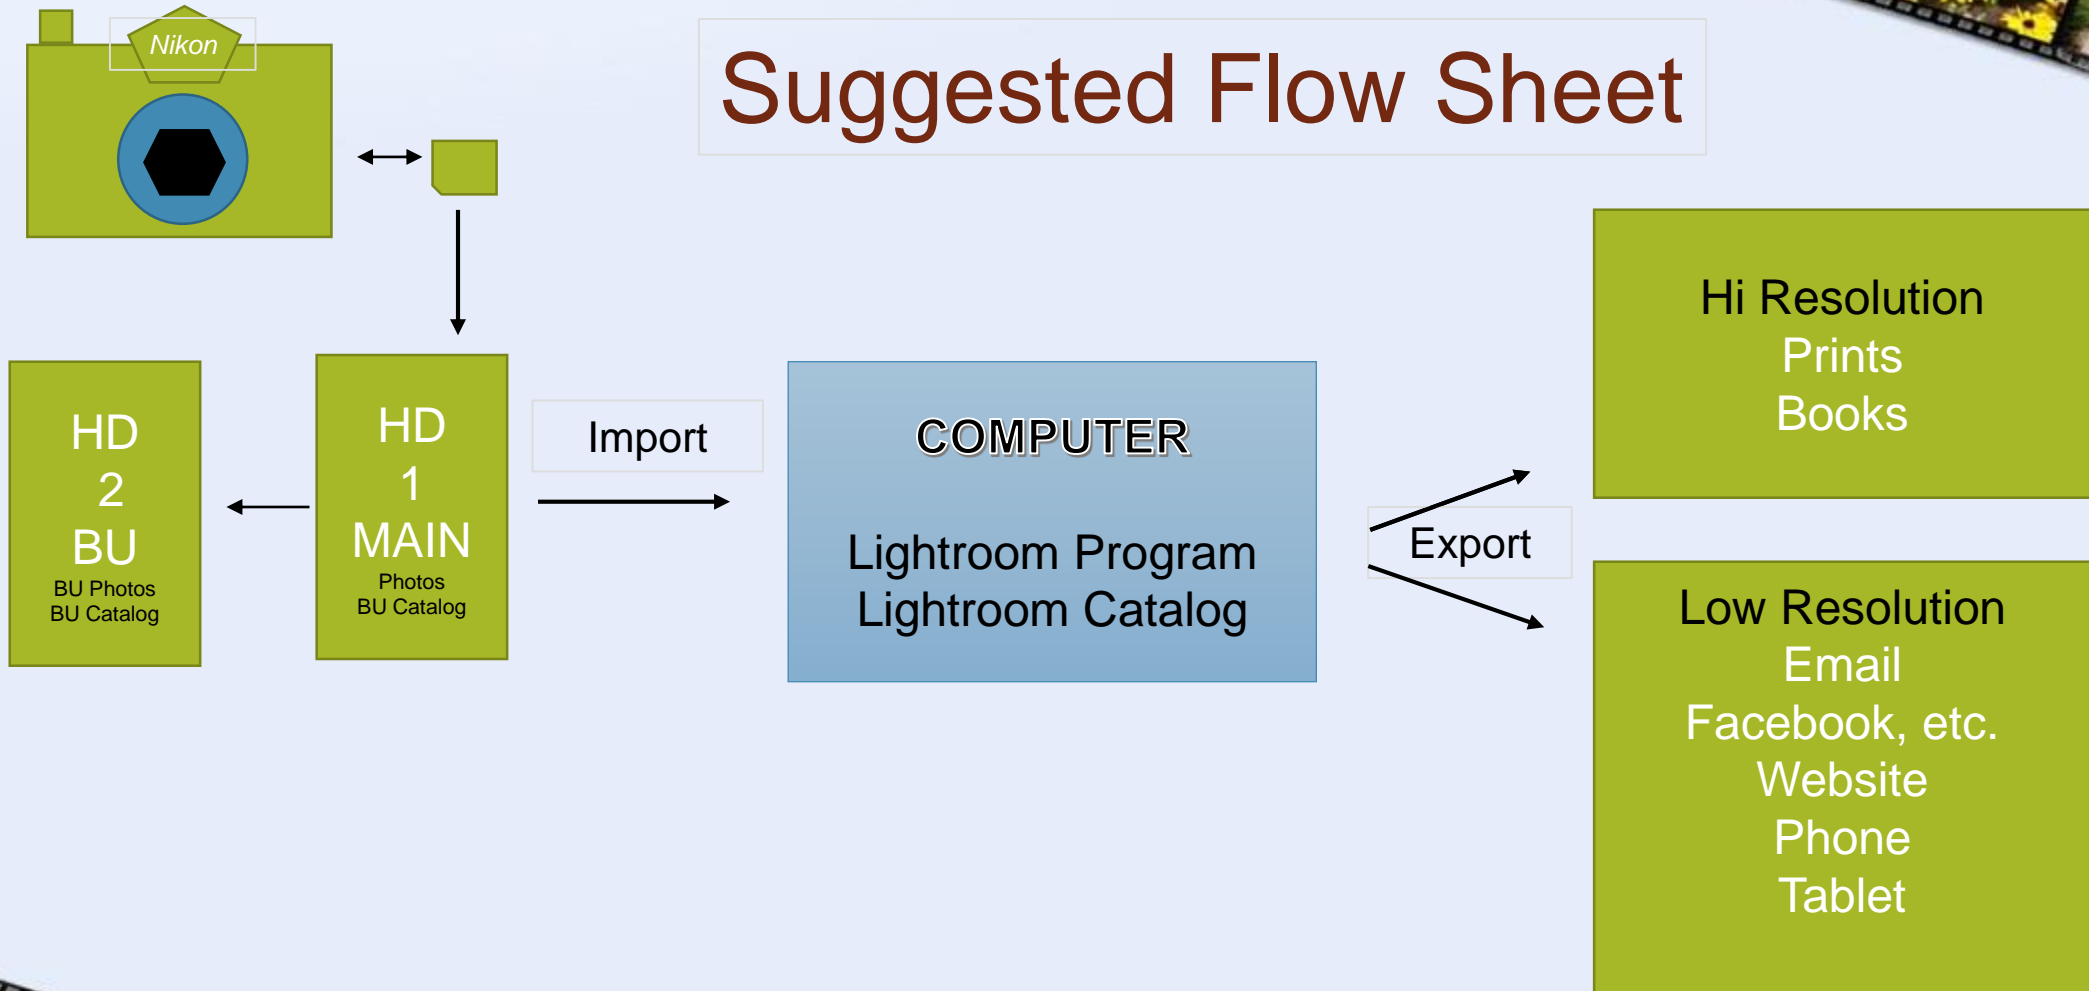 Nikon
Suggested Flow Sheet
HD
2
BU
BU Photos
BU Catalog
HD
1
MAIN
Photos
BU Catalog
Import
COMPUTER
Lightroom Program
Lightroom Catalog
Export
Hi Resolution
Prints
Books
Low Resolution
Email
Facebook, etc.
Website
Phone
Tablet